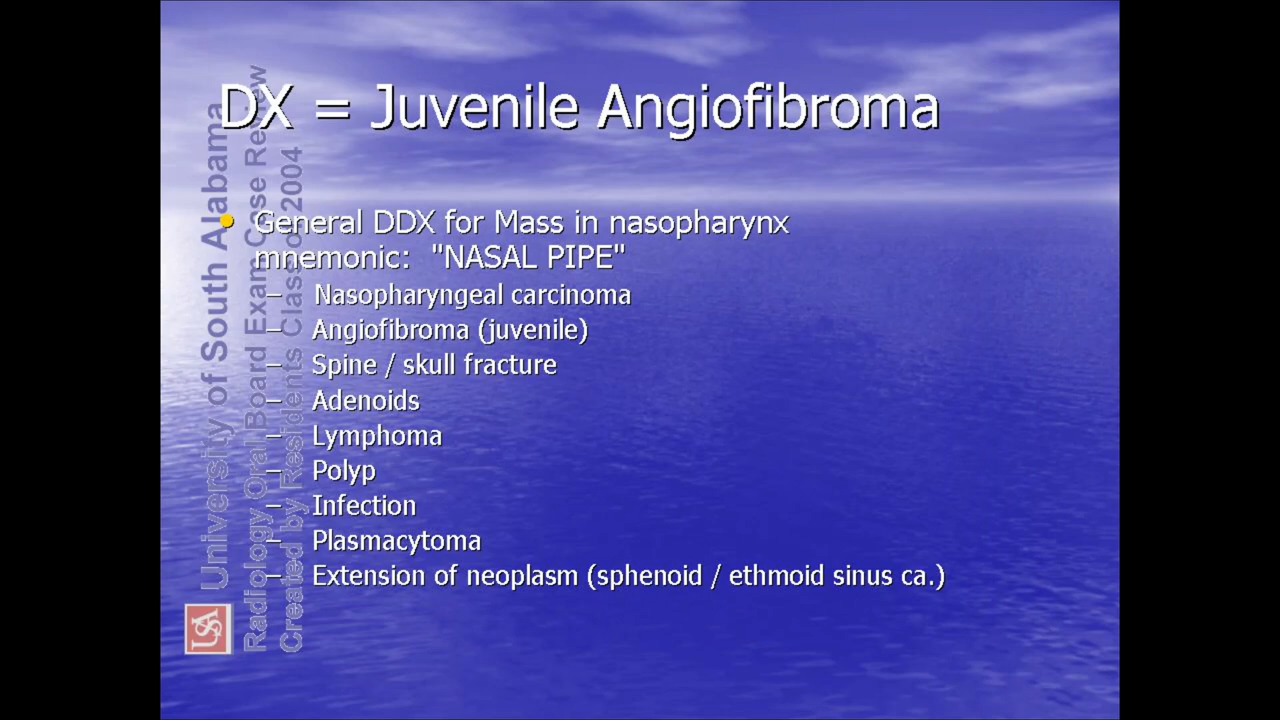 DX = Juvenile Angiofibroma
• General DDX for Mass in nasopharynx
mnemonic: "NASAL PIPE"
– Nasopharyngeal carcinoma
– Angiofibroma (juvenile)
– Spine / skull fracture
– Adenoids
– Lymphoma
– Polyp
– Infection
– Plasmacytoma
– Extension of neoplasm (sphenoid / ethmoid sinus ca.)
University of South Alabama
Radiology Oral Board Exam Case Review
Created by Residents Class of 2004
USA